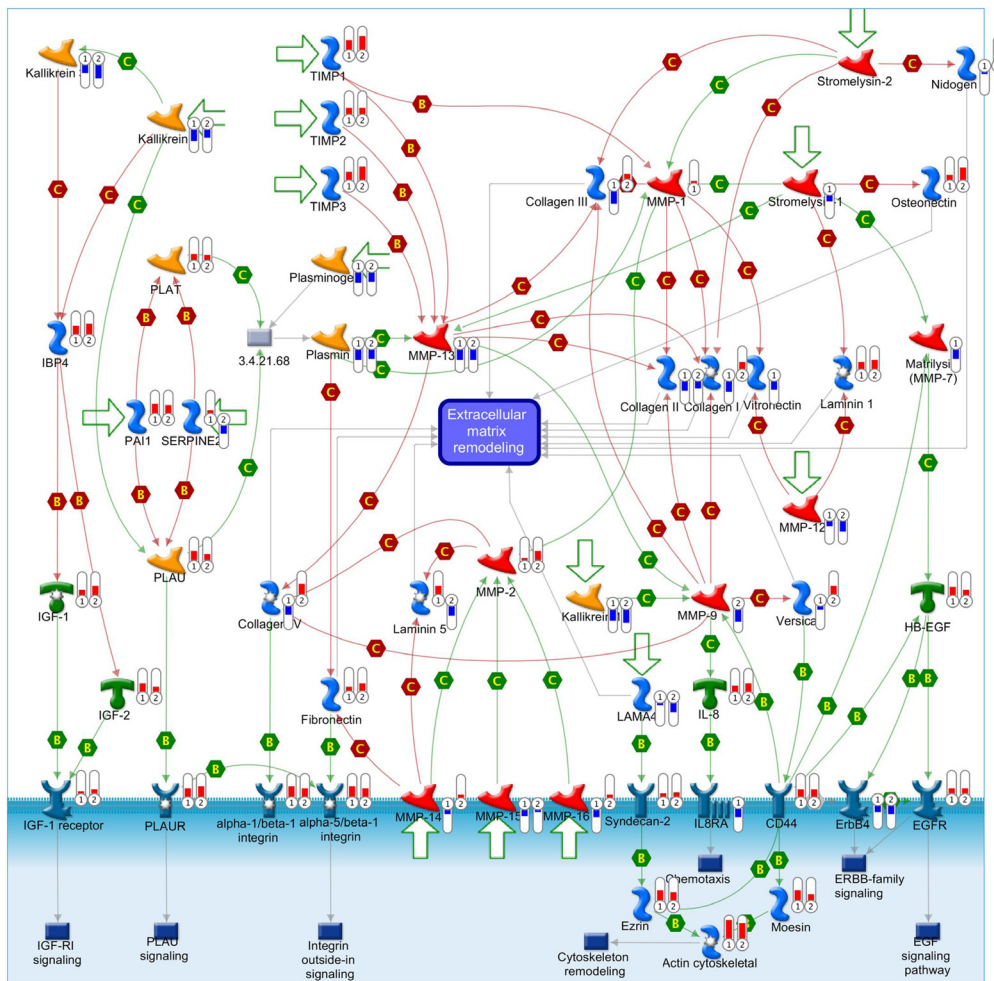 Kallikrein
TIMP1
Stromelysin-2
Nidogen
Kallikrein
TIMP2
TIMP3
Collagen III
MMP-1
Stromelysin 1
Osteonectin
PLAT
Plasminoge
IBP4
3.4.21.68
Plasmin
MMP-13
Matrilysi
(MMP-7)
Collagen II
Collagen I
Vitronectin
Laminin 1
PAI1
SERPINE2
Extracellular
matrix
remodeling
MMP-12
PLAU
MMP-2
IGF-1
Collagen IV
Laminin 5
Kallikrein
MMP-9
Versica
HB-EGF
IGF-2
Fibronectin
LAMA4
IL-8
IGF-1 receptor
PLAUR
alpha-1/beta-1
integrin
alpha-5/beta-1
integrin
MMP-14
MMP-15
MMP-16
Syndecan-2
IL8RA
CD44
ErbB4
EGFR
Chemotaxis
ERBB-family
signaling
Ezrin
Moesin
IGF-RI
signaling
PLAU
signaling
Integrin
outside-in
signaling
Cytoskeleton
remodeling
Actin cytoskeletal
EGF
signaling
pathway